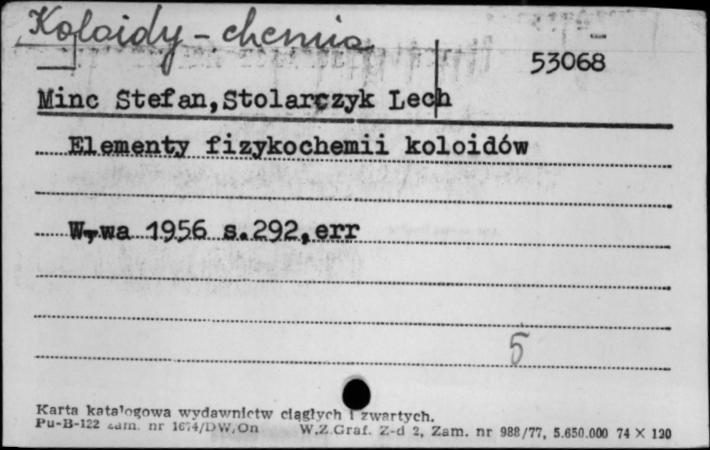 Koloidy - chemia
53068
Minc Stefan, Stolarczyk Lech
Elementy fizykochemii koloidów
W-wa 1956 s.292, err
5
Karta katalogowa wydawnictw ciągłych i zwartych.
Pu-B-122 zam. nr 1674/DW/On W.Z.Graf. Z-d 2, Zam. nr 988/77, 5.650.000 74 X 120